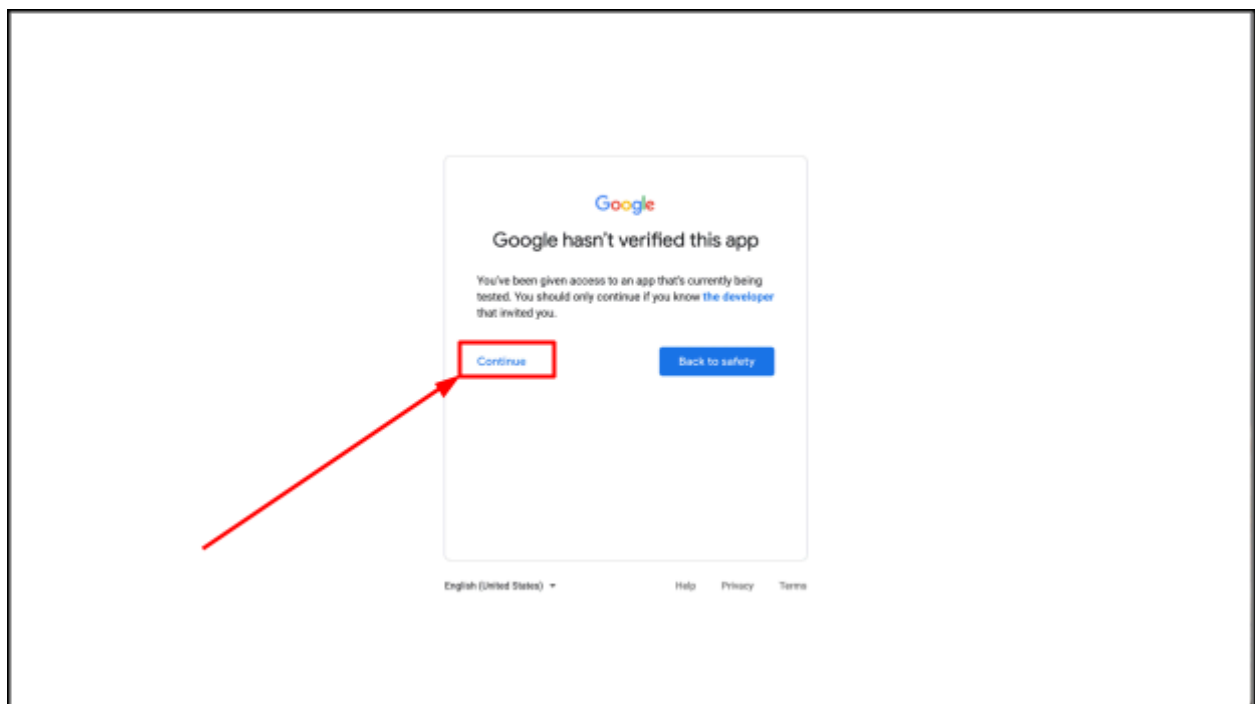 Google
Google hasn't verified this app
You've been given access to an app that's currently being
tested. You should only continue if you know the developer
that invited you.
Continue
Back to safety
English (United States)
Help Privacy Terms